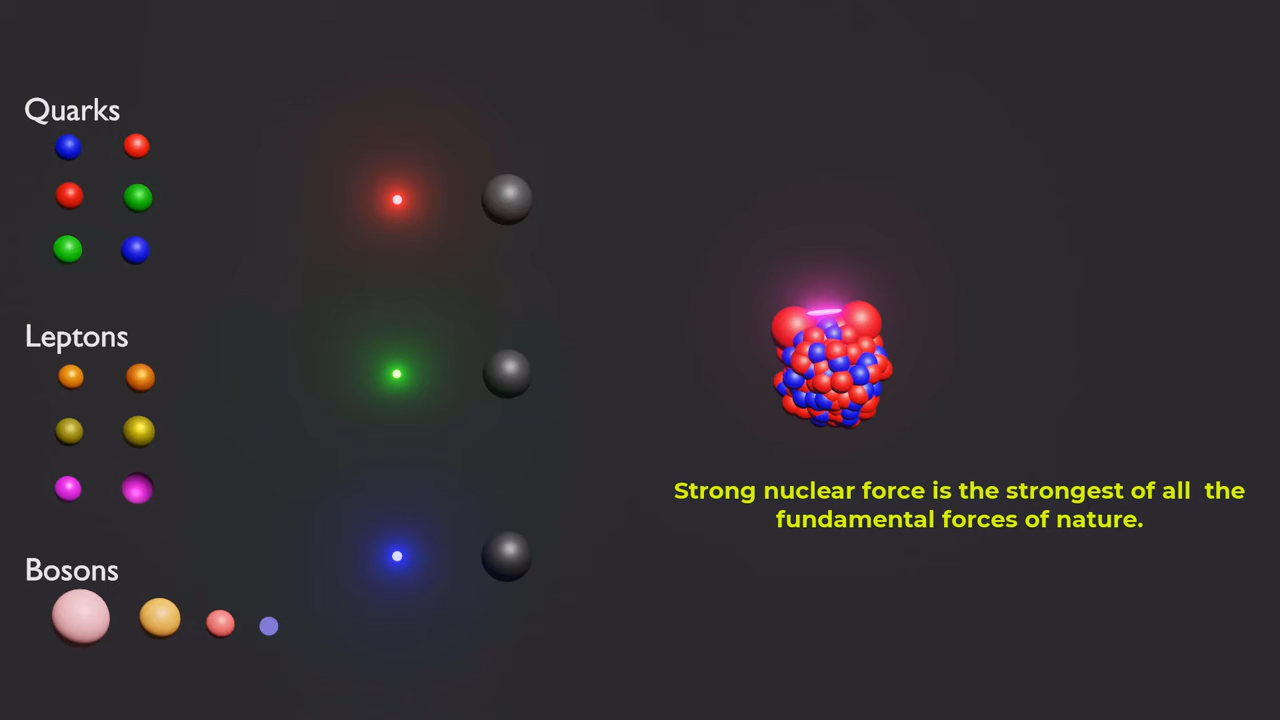 Quarks
Leptons
Bosons
Strong nuclear force is the strongest of all  the
fundamental forces of nature.